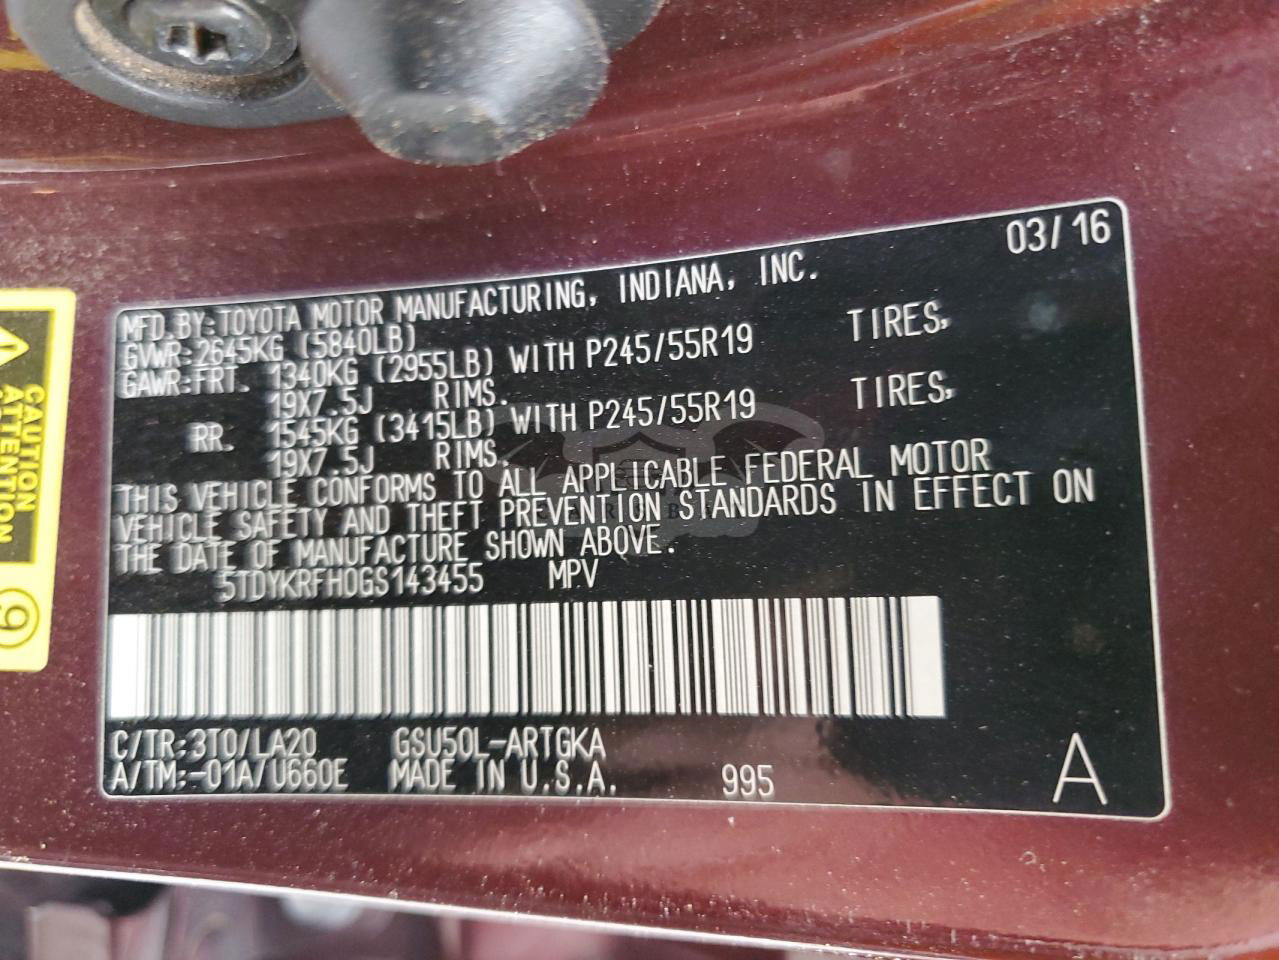 03/16
MFD.BY:TOYOTA MOTOR MANUFACTURING, INDIANA, INC.
GVWR:2645KG (5840LB)
GAWR:FRT. 1340KG (2955LB) WITH P245/55R19 TIRES,
19X7.5J RIMS.
RR. 1545KG (3415LB) WITH P245/55R19 TIRES,
19X7.5J RIMS.
THIS VEHICLE CONFORMS TO ALL APPLICABLE FEDERAL MOTOR
VEHICLE SAFETY AND THEFT PREVENTION STANDARDS IN EFFECT ON
THE DATE OF MANUFACTURE SHOWN ABOVE.
5TDYKRFH0GS143455 MPV
C/TR:3T0/LA20 GSU50L-ARTGKA
A/TM:-01A/U660E MADE IN U.S.A. 995 A
CAUTION
ATTENTION
9